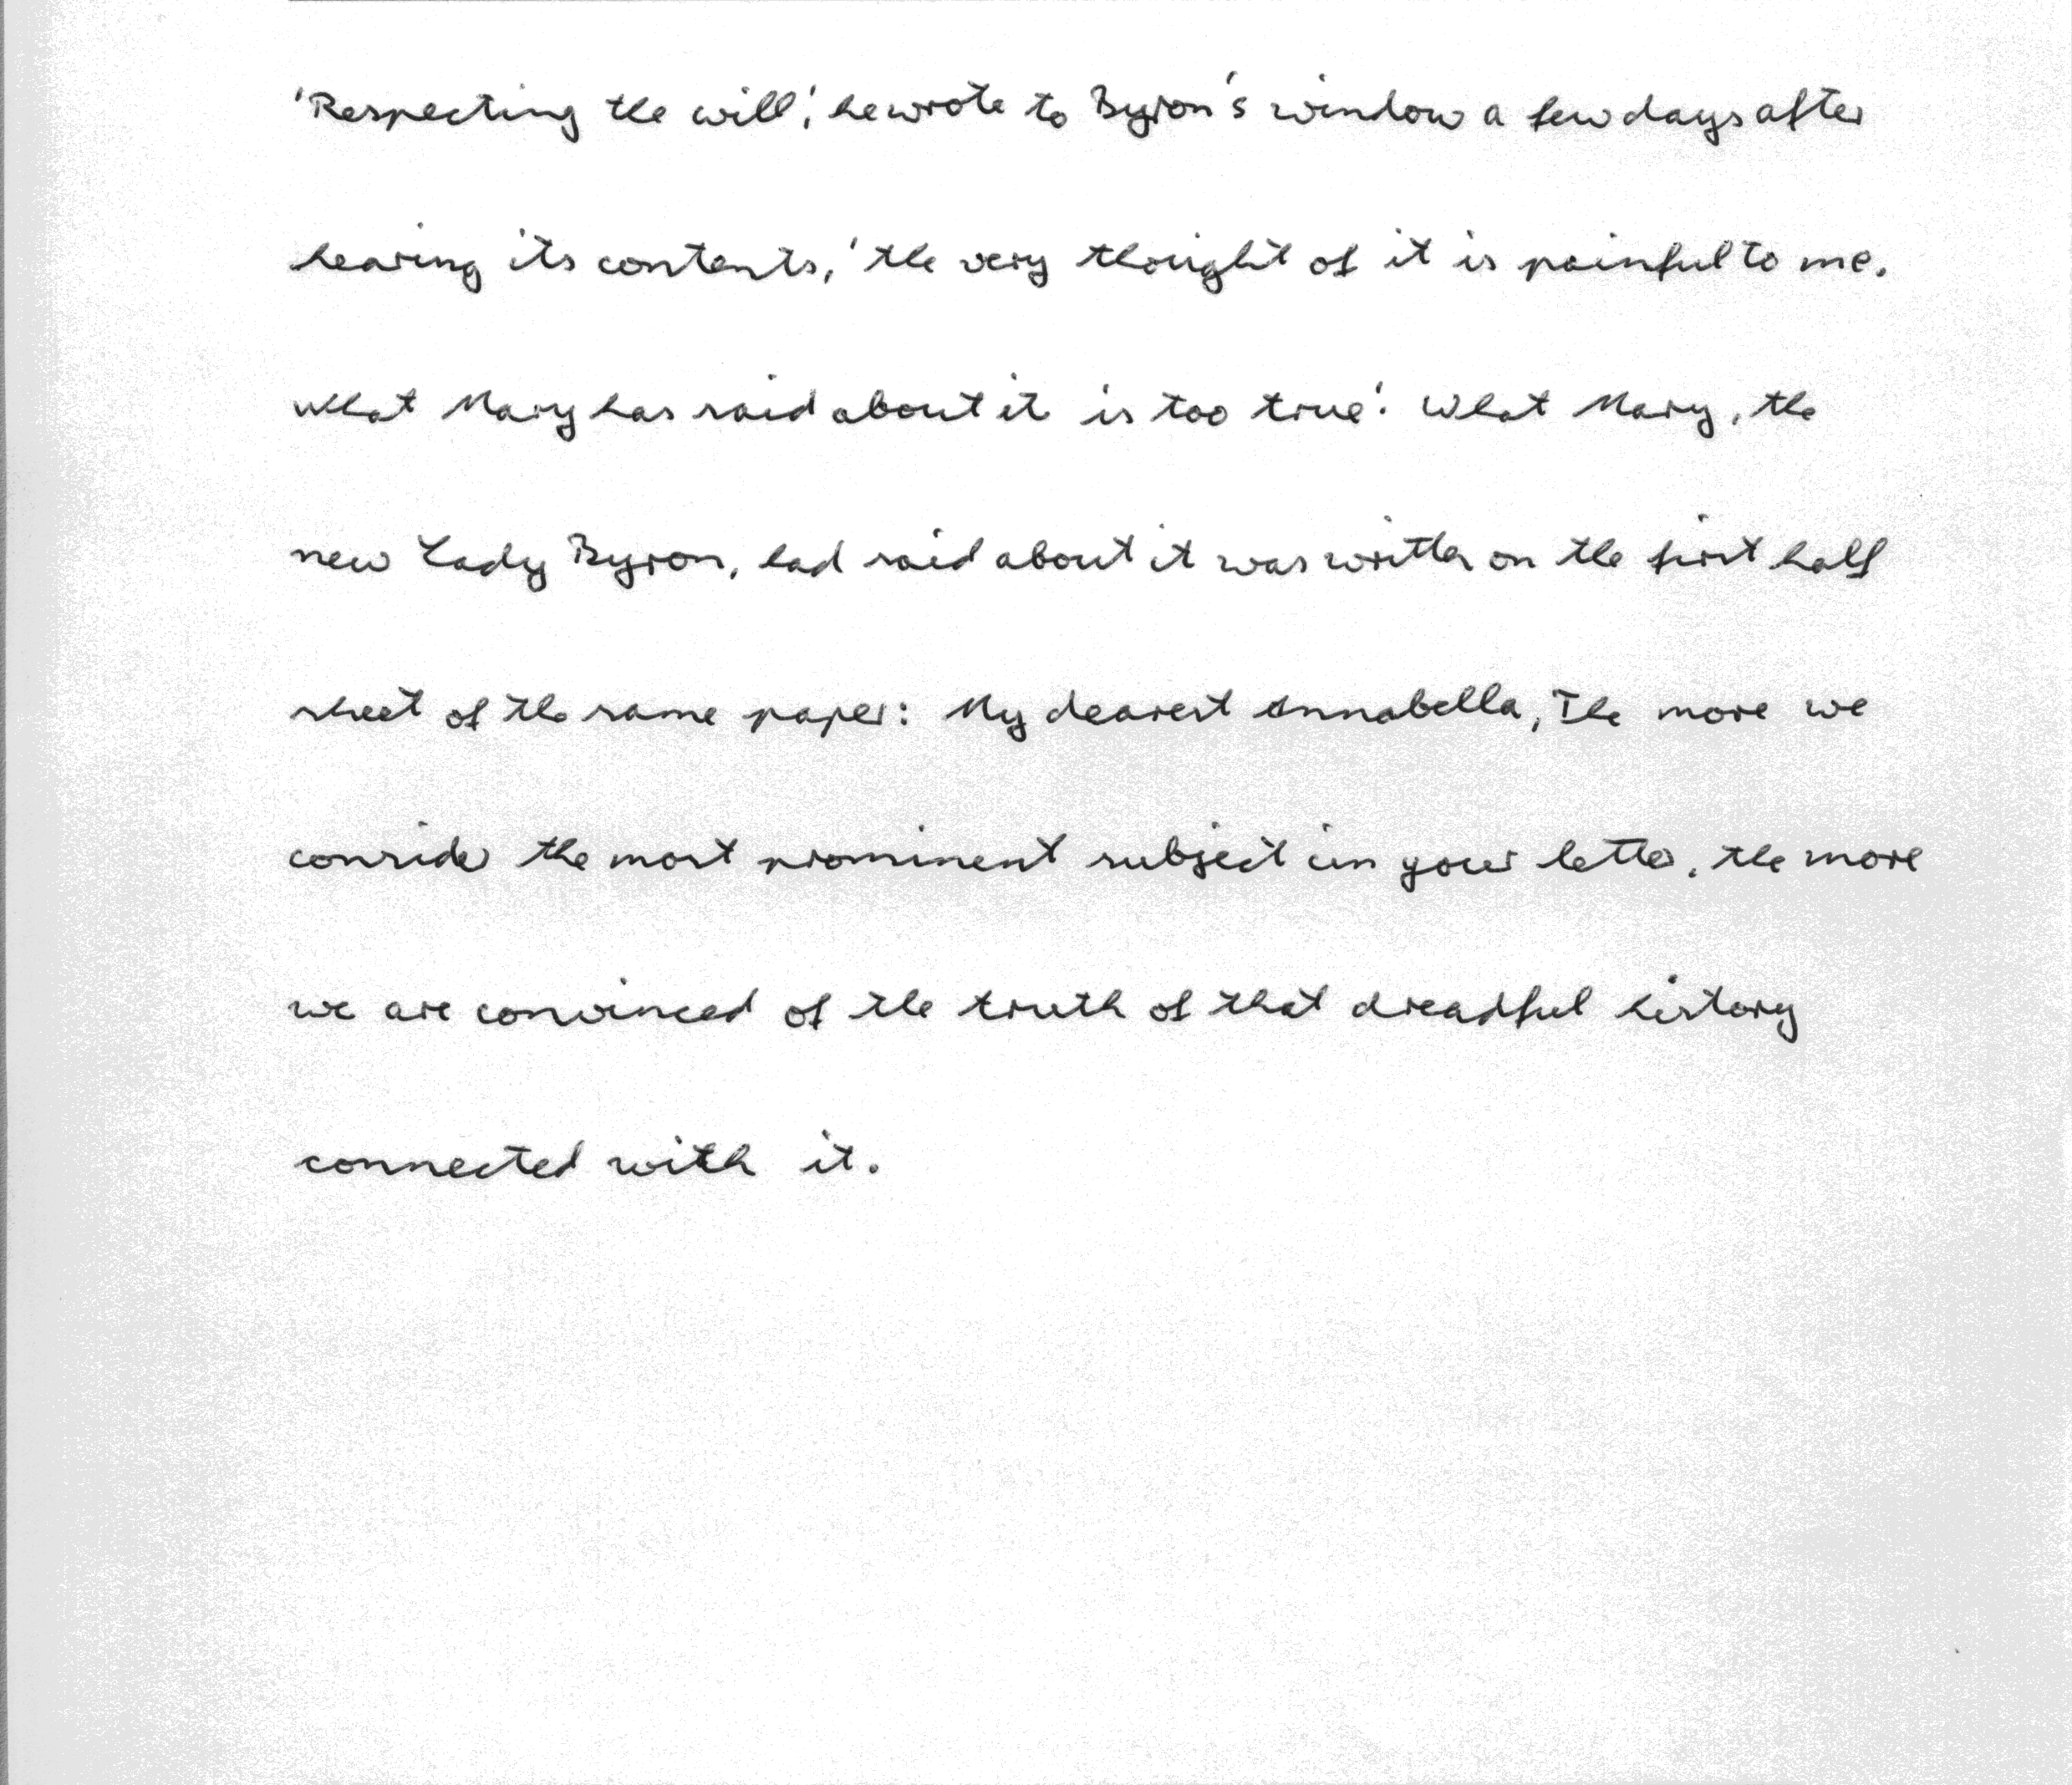 'Respecting the will,' he wrote to Byron's window a few days after
hearing its contents, 'the very thought of it is painful to me.
what Mary has said about it is too true'. What Mary, the
new Lady Byron, had said about it was written on the first half
sheet of the same paper: My dearest Annabella, The more we
consider the most prominent subject in your letter, the more
we are convinced of the truth of that dreadful history
connected with it.